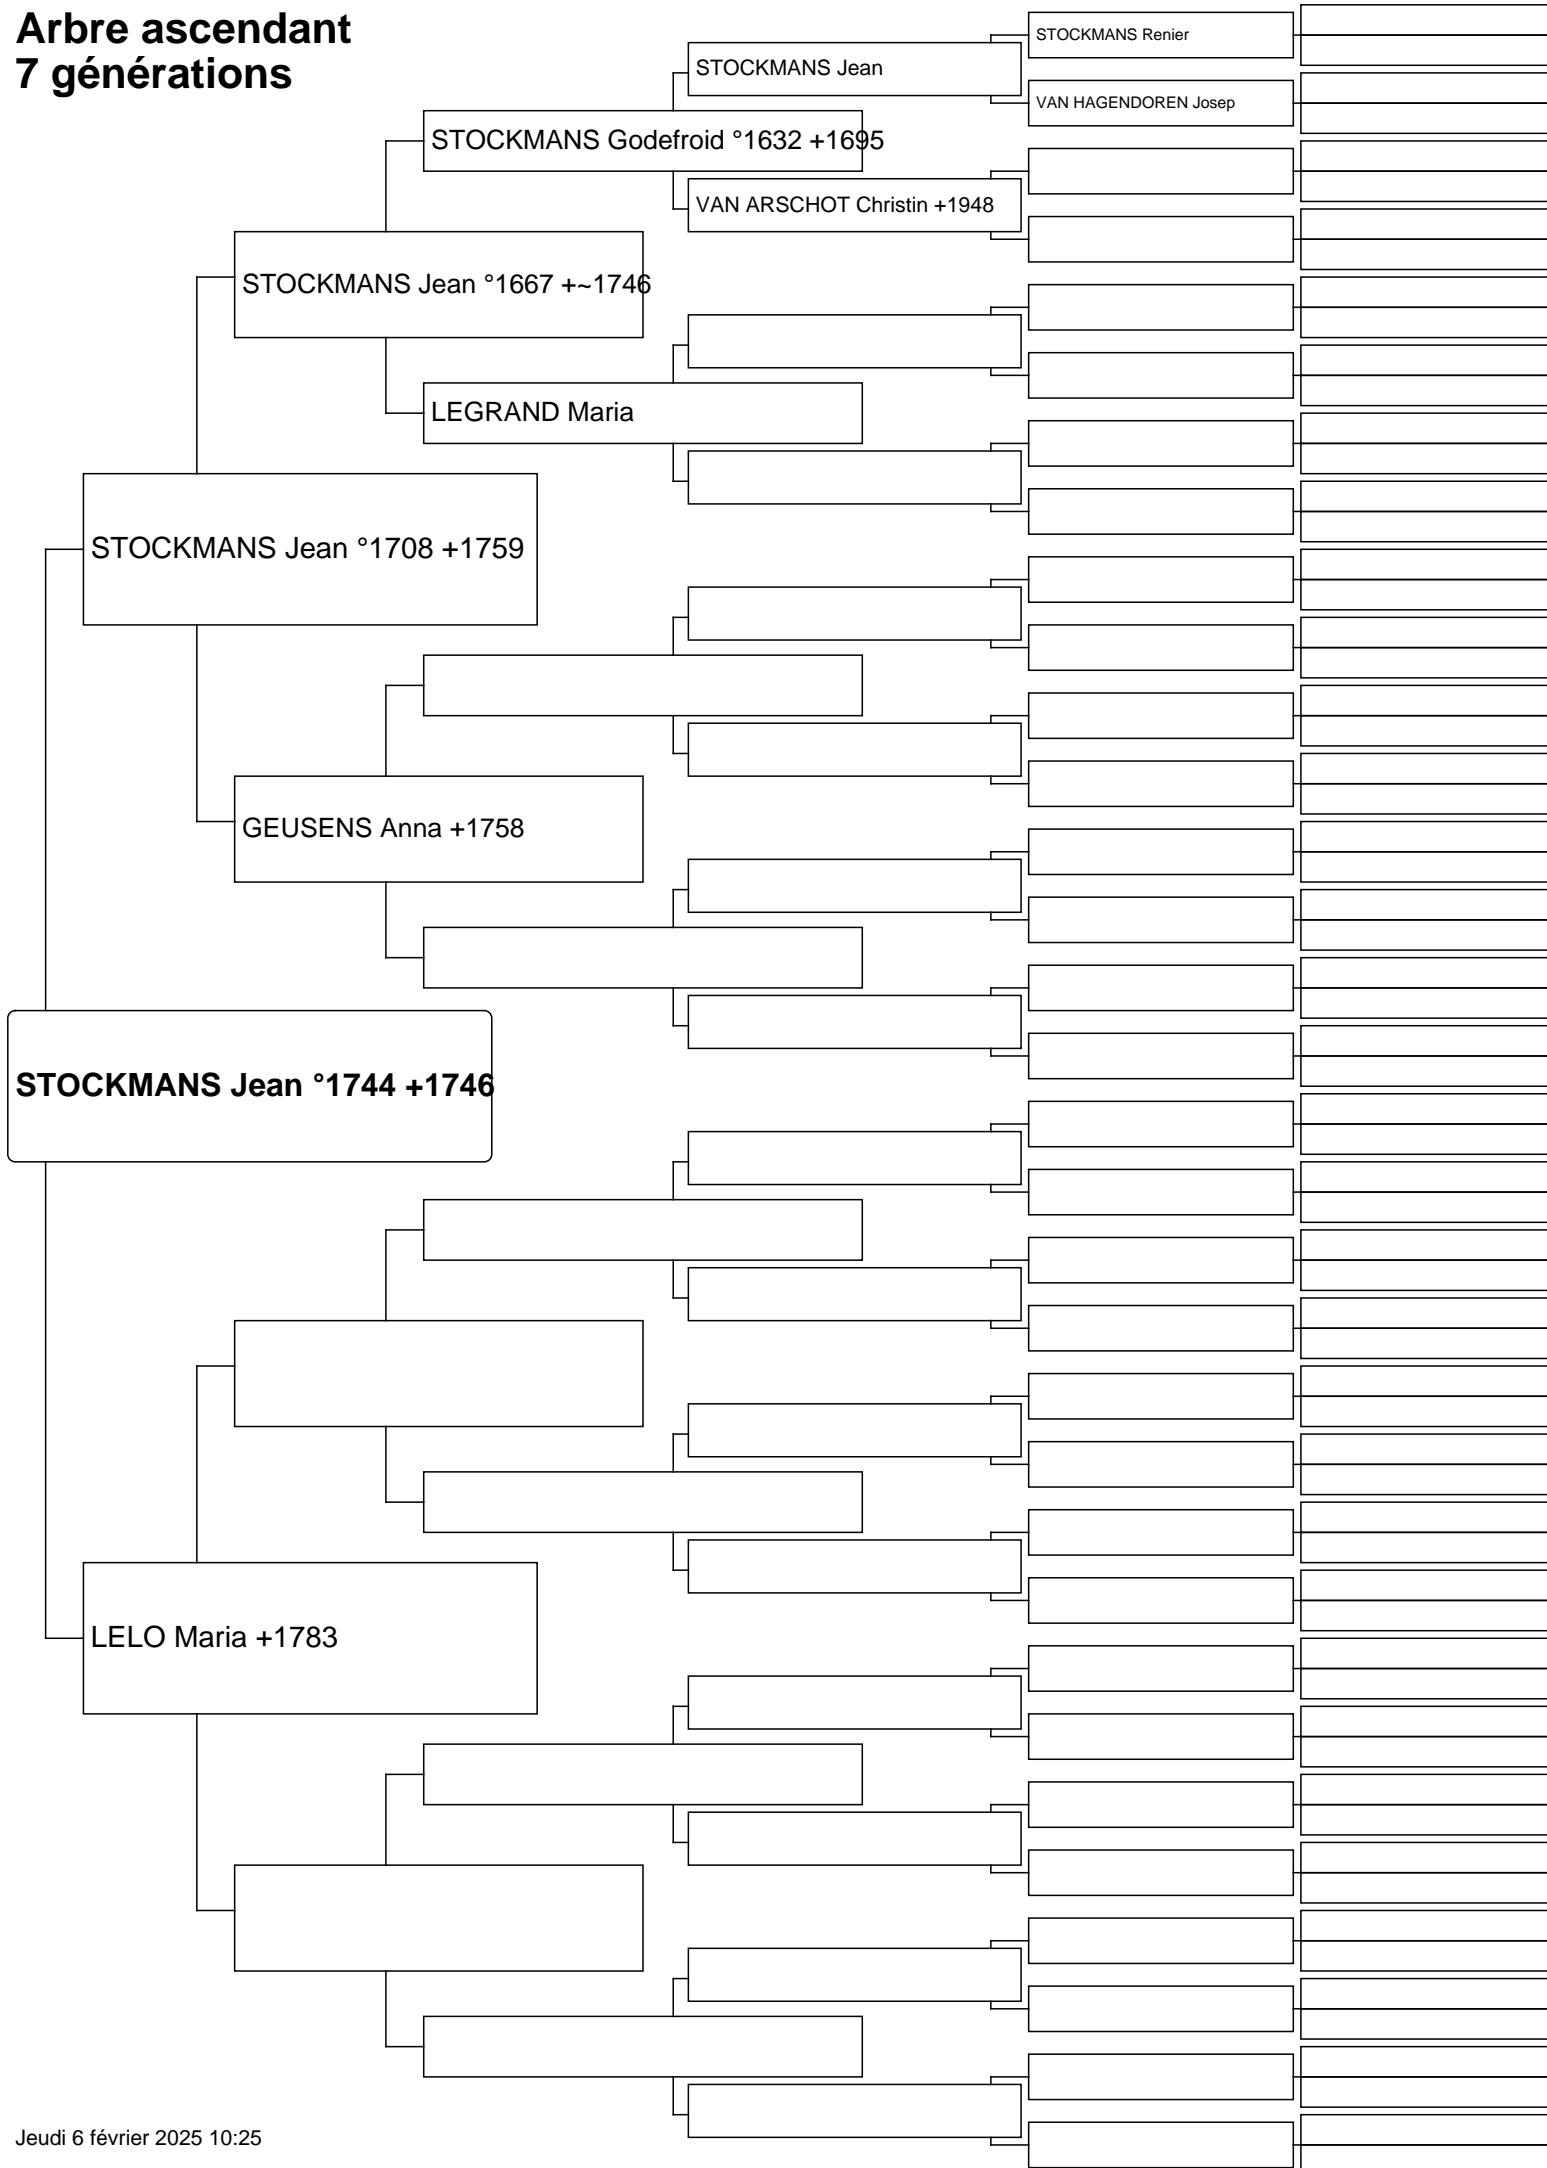 Arbre ascendant
7 générations
STOCKMANS Renier
STOCKMANS Jean
VAN HAGENDOREN Josep
STOCKMANS Godefroid °1632 +1695
VAN ARSCHOT Christin +1948
STOCKMANS Jean °1667 +~1746
LEGRAND Maria
STOCKMANS Jean °1708 +1759
GEUSENS Anna +1758
STOCKMANS Jean °1744 +1746
LELO Maria +1783
Jeudi 6 février 2025 10:25